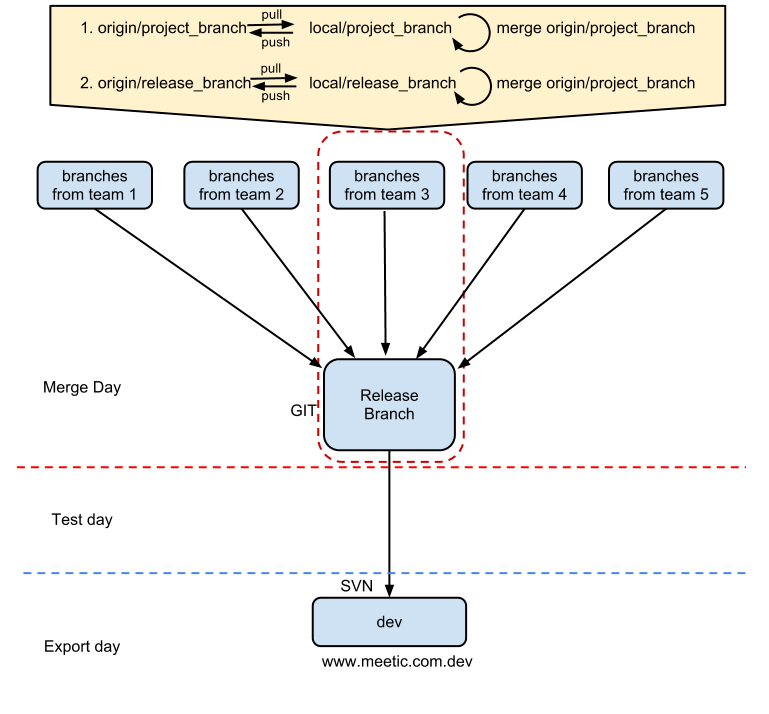 pull
1. origin/project_branch local/project_branch merge origin/project_branch
push
pull
2. origin/release_branch local/release_branch merge origin/project_branch
push
branches
from team 1
branches
from team 2
branches
from team 3
branches
from team 4
branches
from team 5
Merge Day
GIT
Release
Branch
Test day
SVN
dev
Export day
www.meetic.com.dev